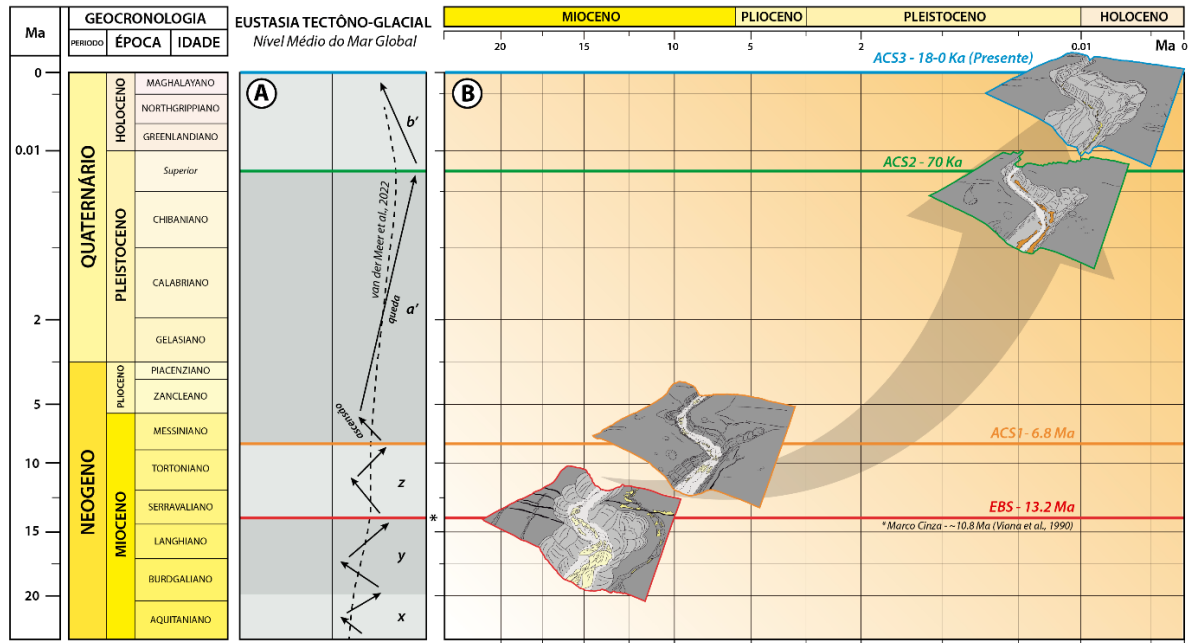 Ma
GEOCRONOLOGIA
PERIODO
ÉPOCA
IDADE
EUSTASIA TECTÔNO-GLACIAL
Nível Médio do Mar Global
MIOCENO
PLIOCENO
PLEISTOCENO
HOLOCENO
20
15
10
5
2
0.01
Ma
0
0
0.01
2
5
10
15
20
QUATERNÁRIO
NEOGENO
HOLOCENO
PLEISTOCENO
PLIOCENO
MIOCENO
MAGHALAYANO
NORTHGRIPPIANO
GREENLANDIANO
Superior
CHIBANIANO
CALABRIANO
GELASIANO
PIACENZIANO
ZANCLEANO
MESSINIANO
TORTONIANO
SERRAVALIANO
LANGHIANO
BURDGALIANO
AQUITANIANO
A
b'
van der Meer et al., 2022
queda
a'
ascensão
z
y
x
*
B
ACS3 - 18-0 Ka (Presente)
ACS2 - 70 Ka
ACS1- 6.8 Ma
EBS - 13.2 Ma
* Marco Cinza - ~10.8 Ma (Viana et al., 1990)